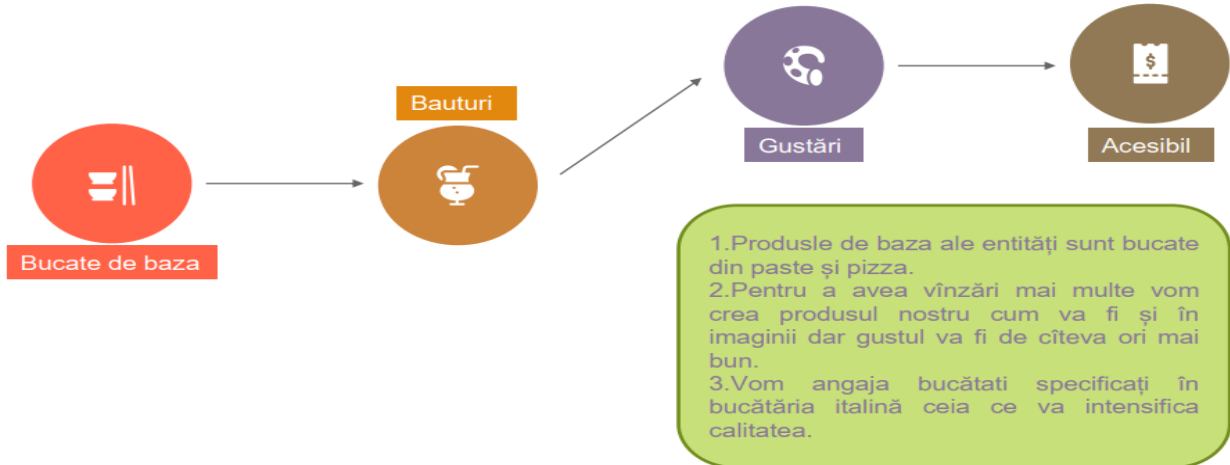 Bucate de baza
Bauturi
Gustări
Acesibil
$
1.Produsle de baza ale entități sunt bucate
din paste și pizza.
2.Pentru a avea vînzări mai multe vom
crea produsul nostru cum va fi și în
imaginii dar gustul va fi de cîteva ori mai
bun.
3.Vom angaja bucătati specificați în
bucătăria italină ceia ce va intensifica
calitatea.